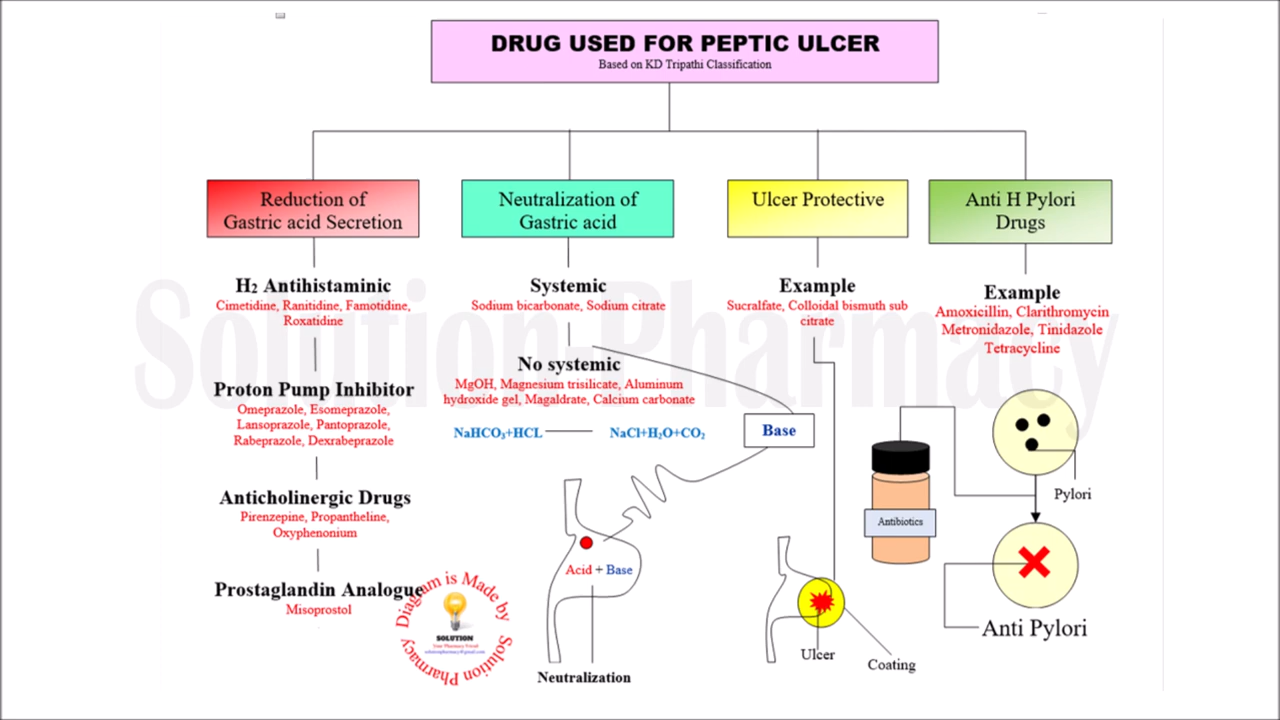 DRUG USED FOR PEPTIC ULCER
Based on KD Tripathi Classification
Reduction of
Gastric acid Secretion
H₂ Antihistaminic
Cimetidine, Ranitidine, Famotidine,
Roxatidine
Proton Pump Inhibitor
Omeprazole, Esomeprazole,
Lansoprazole, Pantoprazole,
Rabeprazole, Dexrabeprazole
Anticholinergic Drugs
Pirenzepine, Propantheline,
Oxyphenonium
Prostaglandin Analogue
Misoprostol
Neutralization of
Gastric acid
Systemic
Sodium bicarbonate, Sodium citrate
No systemic
MgOH, Magnesium trisilicate, Aluminum
hydroxide gel, Magaldrate, Calcium carbonate
NaHCO₃+HCL NaCl+H₂O+CO₂
Base
Acid + Base
Neutralization
Ulcer Protective
Example
Sucralfate, Colloidal bismuth sub
citrate
Ulcer
Coating
Anti H Pylori
Drugs
Example
Amoxicillin, Clarithromycin
Metronidazole, Tinidazole
Tetracycline
Pylori
Antibiotics
Anti Pylori
Diagram is Made by Solution Pharmacy
SOLUTION
solutionpharmacy@gmail.com
Solution-Pharmacy